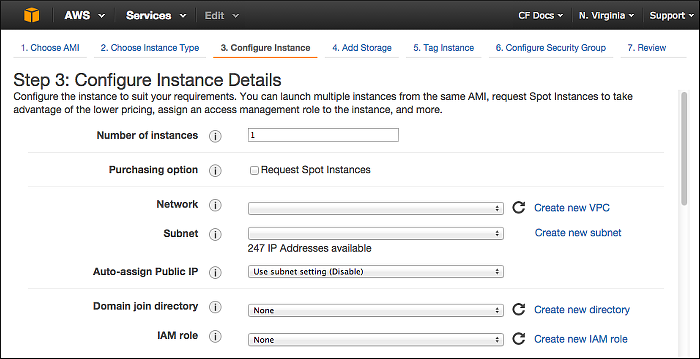 AWS Services Edit CF Docs N. Virginia Support
1. Choose AMI 2. Choose Instance Type 3. Configure Instance 4. Add Storage 5. Tag Instance 6. Configure Security Group 7. Review
Step 3: Configure Instance Details
Configure the instance to suit your requirements. You can launch multiple instances from the same AMI, request Spot Instances to take
advantage of the lower pricing, assign an access management role to the instance, and more.
Number of instances i 1
Purchasing option i Request Spot Instances
Network i Create new VPC
Subnet i Create new subnet
247 IP Addresses available
Auto-assign Public IP i Use subnet setting (Disable)
Domain join directory i None Create new directory
IAM role i None Create new IAM role